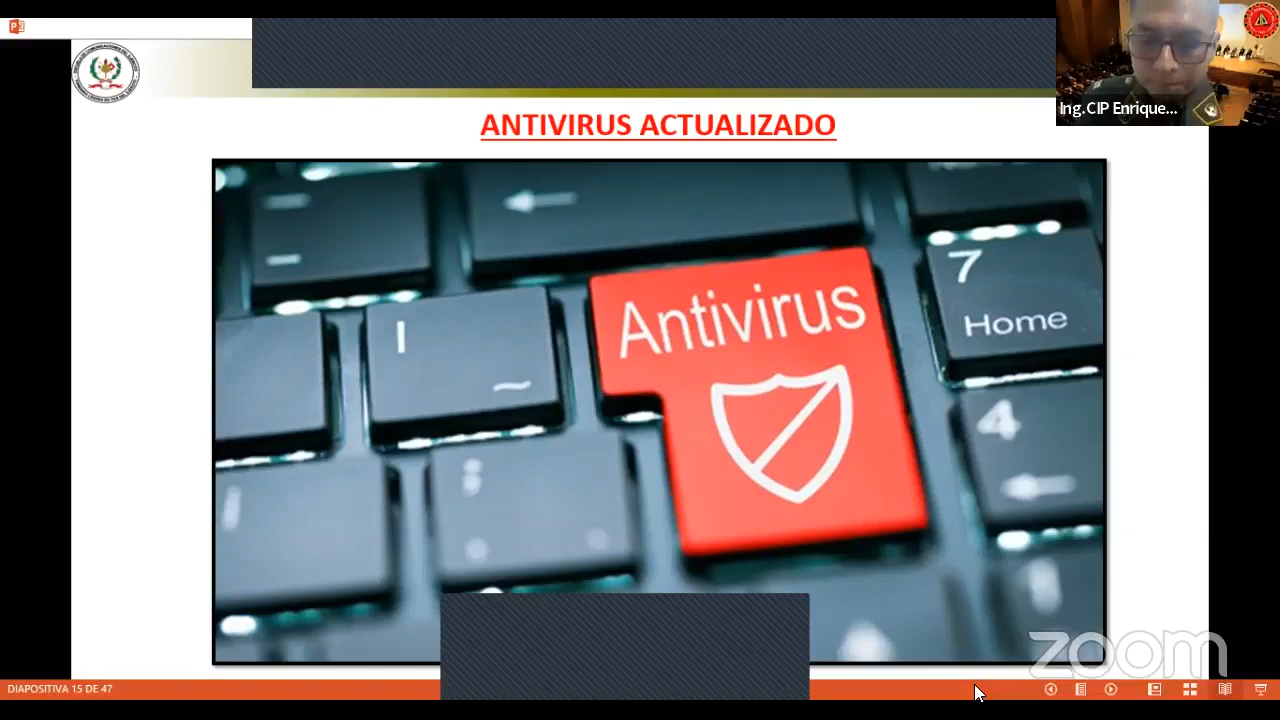 Ing.CIP Enrique...
ANTIVIRUS ACTUALIZADO
Antivirus
7
Home
4
zoom
DIAPOSITIVA 15 DE 47